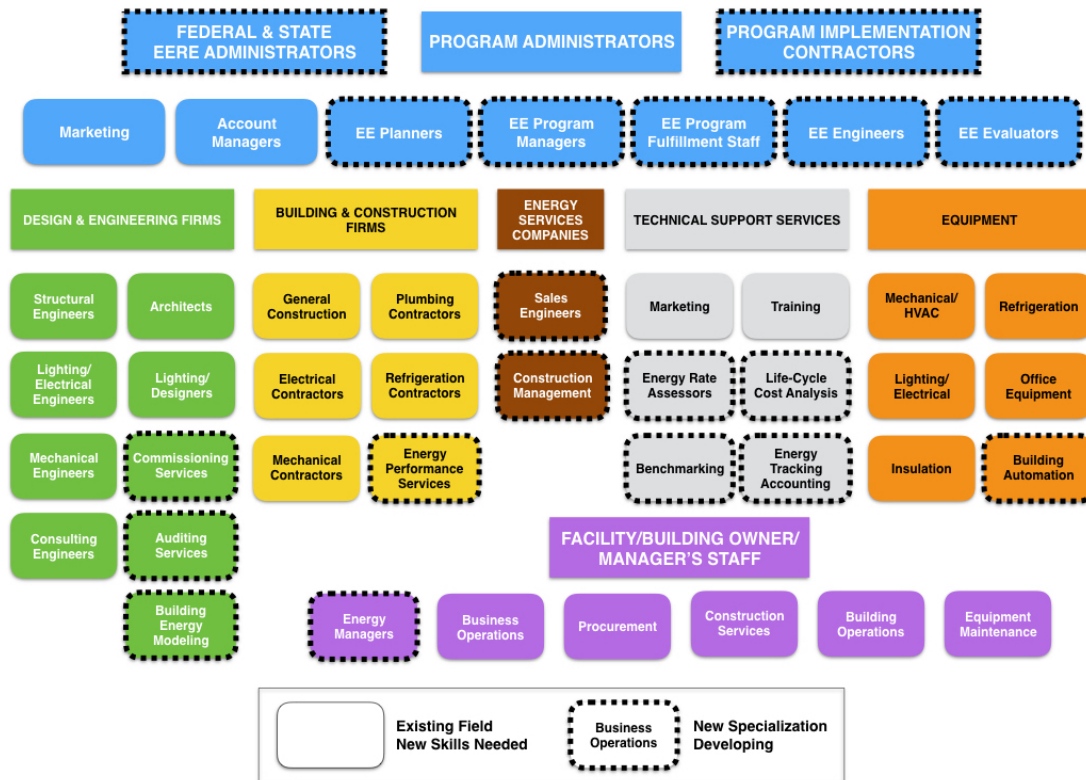 FEDERAL & STATE
EERE ADMINISTRATORS
PROGRAM ADMINISTRATORS
PROGRAM IMPLEMENTATION
CONTRACTORS
Marketing
Account
Managers
EE Planners
EE Program
Managers
EE Program
Fulfillment Staff
EE Engineers
EE Evaluators
DESIGN & ENGINEERING FIRMS
BUILDING & CONSTRUCTION
FIRMS
ENERGY
SERVICES
COMPANIES
TECHNICAL SUPPORT SERVICES
EQUIPMENT
Structural
Engineers
Architects
General
Construction
Plumbing
Contractors
Sales
Engineers
Marketing
Training
Mechanical/
HVAC
Refrigeration
Lighting/
Electrical
Engineers
Lighting/
Designers
Electrical
Contractors
Refrigeration
Contractors
Construction
Management
Energy Rate
Assessors
Life-Cycle
Cost Analysis
Lighting/
Electrical
Office
Equipment
Mechanical
Engineers
Commissioning
Services
Mechanical
Contractors
Energy
Performance
Services
Benchmarking
Energy
Tracking
Accounting
Insulation
Building
Automation
Consulting
Engineers
Auditing
Services
Building
Energy
Modeling
FACILITY/BUILDING OWNER/
MANAGER'S STAFF
Energy
Managers
Business
Operations
Procurement
Construction
Services
Building
Operations
Equipment
Maintenance
Existing Field
New Skills Needed
Business
Operations
New Specialization
Developing